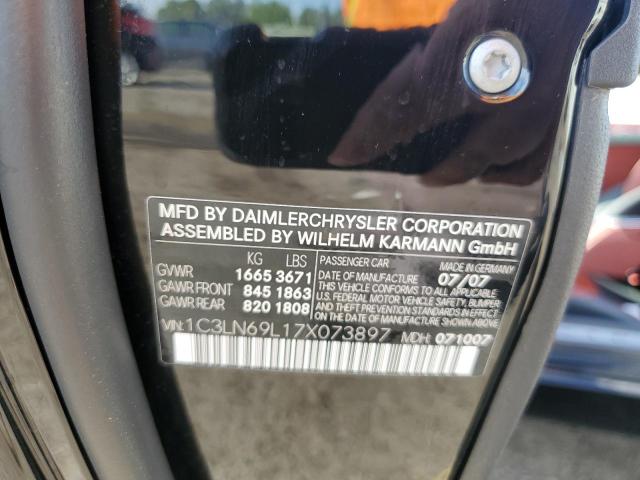 MFD BY DAIMLERCHRYSLER CORPORATION
ASSEMBLED BY WILHELM KARMANN GmbH
KG LBS
GVWR 1665 3671
GAWR FRONT 845 1863
GAWR REAR 820 1808
PASSENGER CAR MADE IN GERMANY
DATE OF MANUFACTURE 07/07
THIS VEHICLE CONFORMS TO ALL APPLICABLE
U.S. FEDERAL MOTOR VEHICLE SAFETY, BUMPER,
AND THEFT PREVENTION STANDARDS IN EFFECT
ON THE DATE OF MANUFACTURE SHOWN ABOVE.
VIN: 1C3LN69L17X073897 MDH: 071007